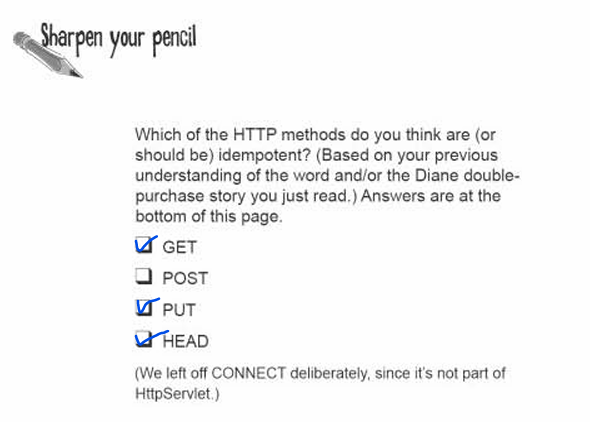 Sharpen your pencil
Which of the HTTP methods do you think are (or
should be) idempotent? (Based on your previous
understanding of the word and/or the Diane double-
purchase story you just read.) Answers are at the
bottom of this page.
GET
POST
PUT
HEAD
(We left off CONNECT deliberately, since it's not part of
HttpServlet.)